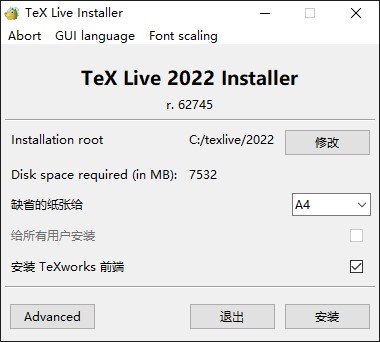 TeX Live Installer
Abort GUI language Font scaling
TeX Live 2022 Installer
r. 62745
Installation root C:/texlive/2022 修改
Disk space required (in MB): 7532
缺省的纸张给 A4
给所有用户安装
安装 TeXworks 前端
Advanced 退出 安装